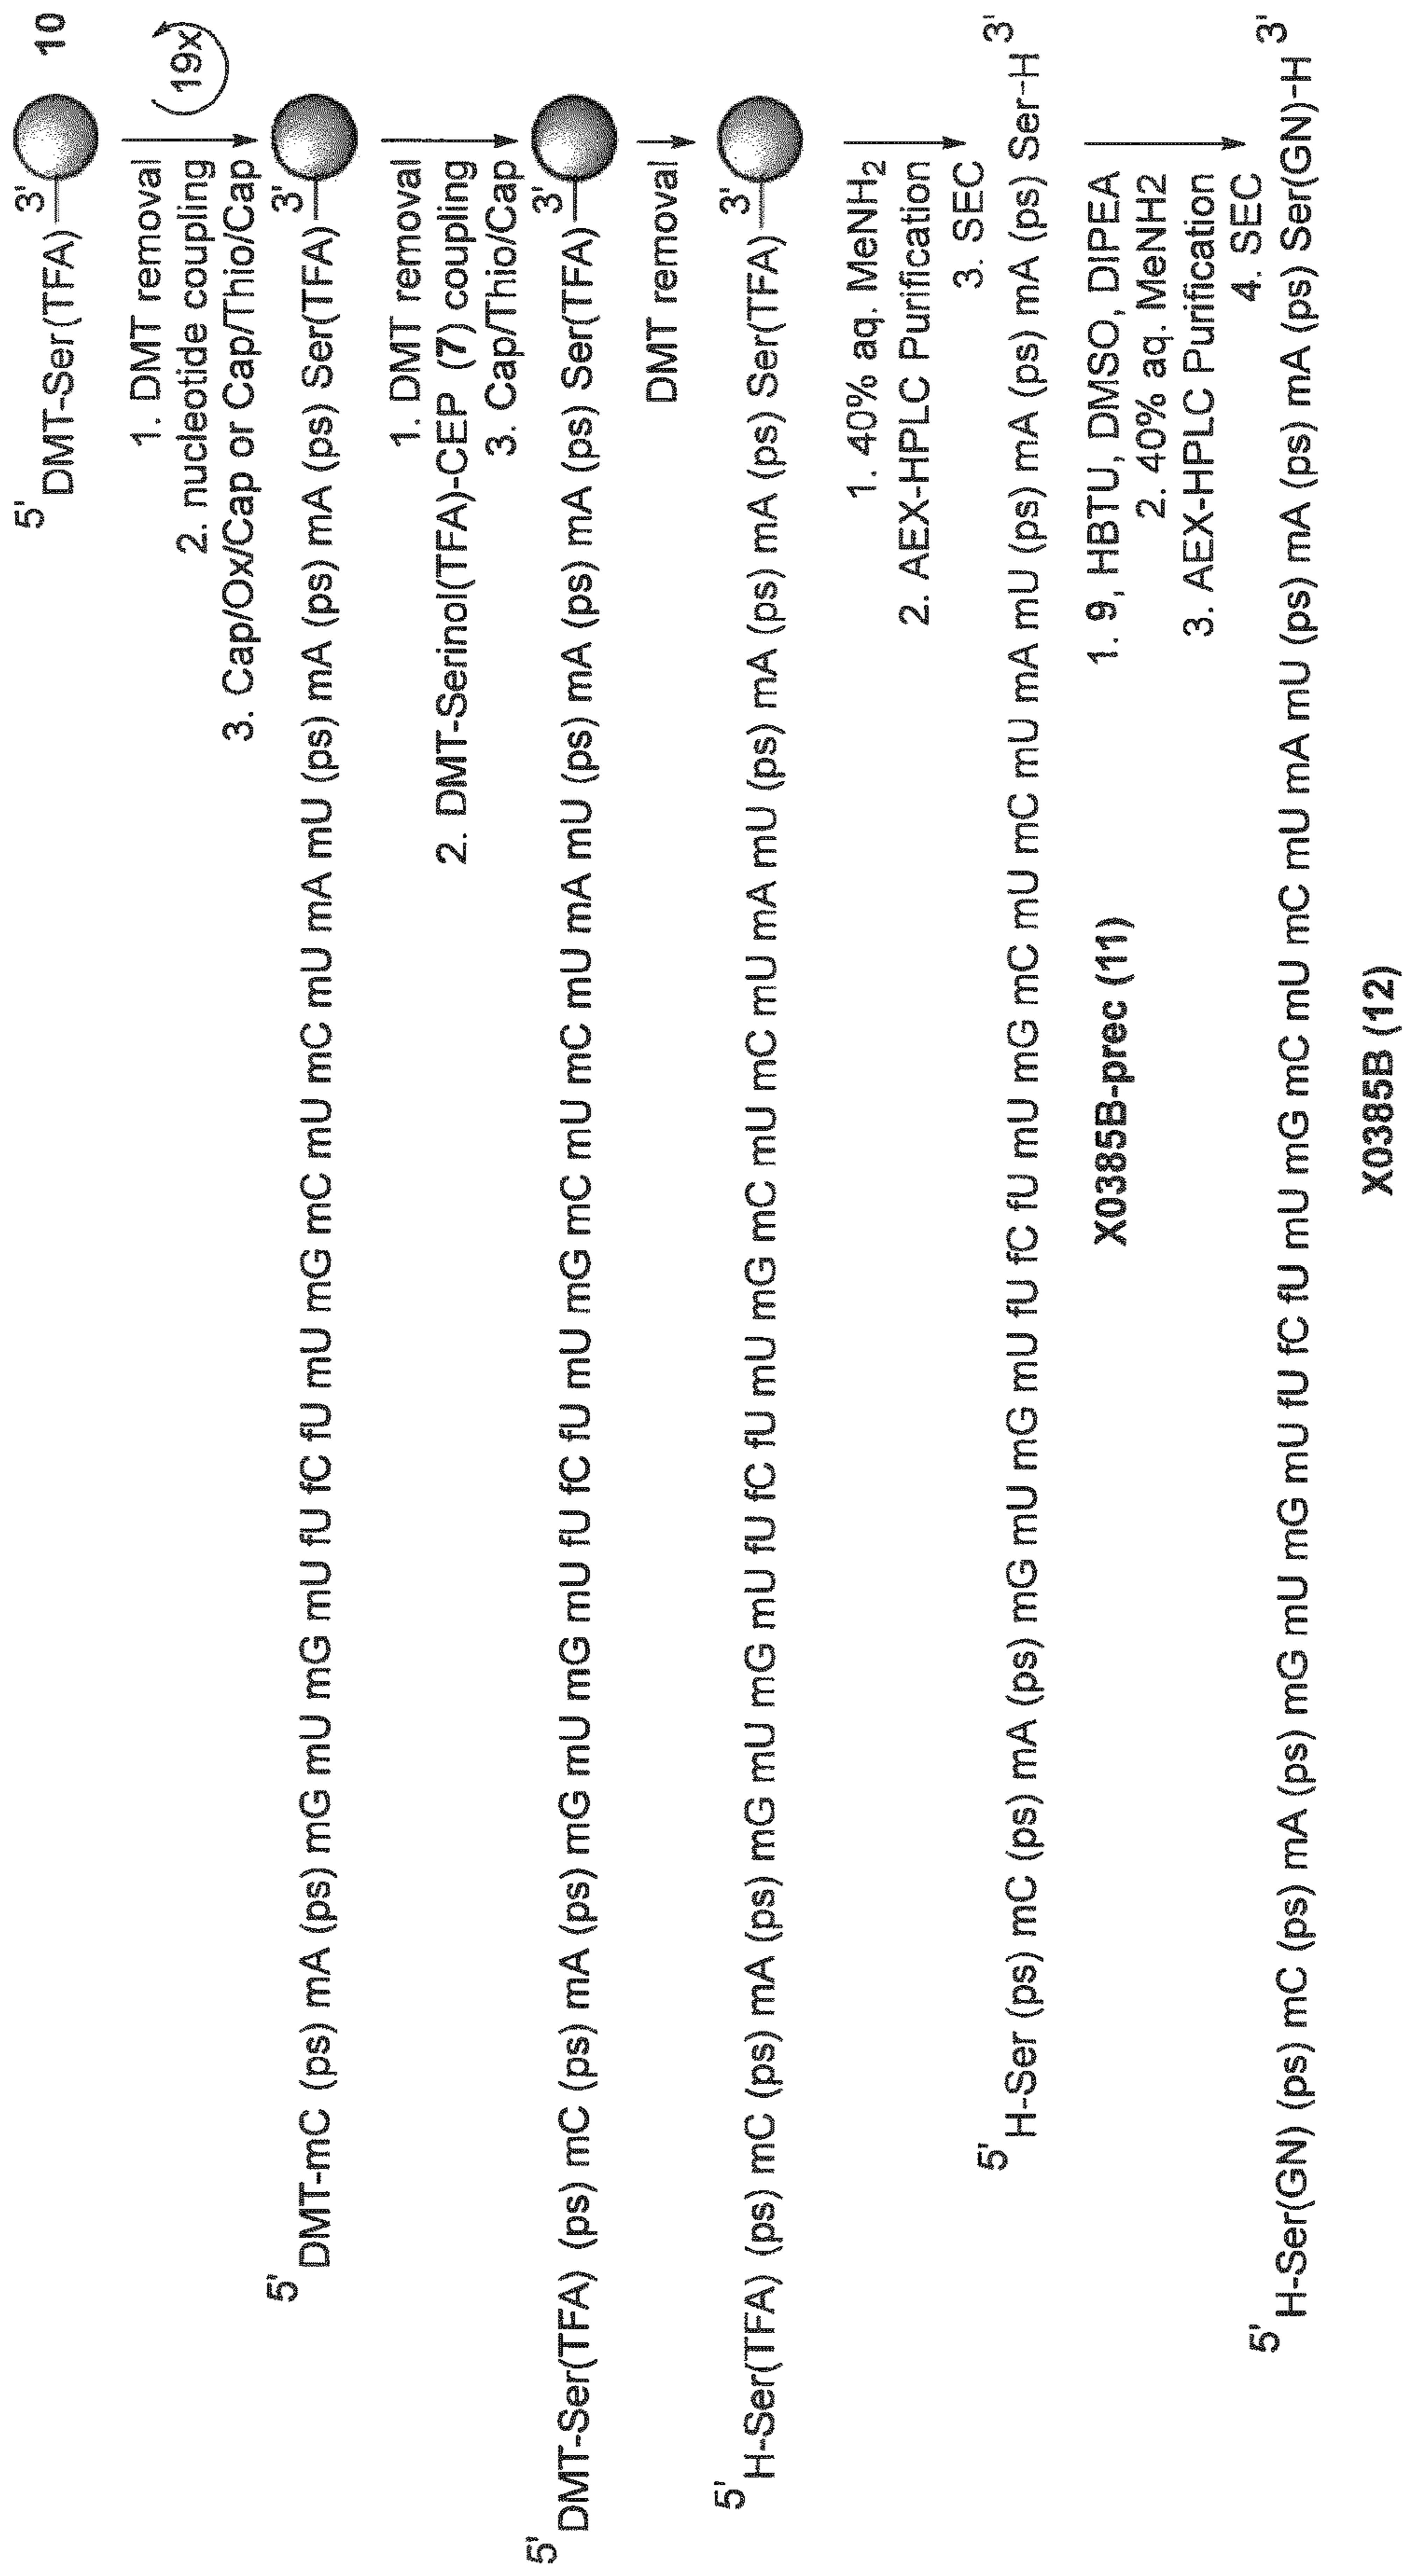 5' DMT-Ser(TFA) 3' 10
1. DMT removal
2. nucleotide coupling
3. Cap/Ox/Cap or Cap/Thio/Cap
19x
5' DMT-mC (ps) mA (ps) mG mU mG mU fU fC fU mU mG mC mU mC mU mA mU (ps) mA (ps) mA (ps) Ser(TFA) 3'
1. DMT removal
2. DMT-Serinol(TFA)-CEP (7) coupling
3. Cap/Thio/Cap
5' DMT-Ser(TFA) (ps) mC (ps) mA (ps) mG mU mG mU fU fC fU mU mG mC mU mC mU mA mU (ps) mA (ps) mA (ps) Ser(TFA) 3'
DMT removal
5' H-Ser(TFA) (ps) mC (ps) mA (ps) mG mU mG mU fU fC fU mU mG mC mU mC mU mA mU (ps) mA (ps) mA (ps) Ser(TFA) 3'
1. 40% aq. MeNH2
2. AEX-HPLC Purification
3. SEC
5' H-Ser (ps) mC (ps) mA (ps) mG mU mG mU fU fC fU mU mG mC mU mC mU mA mU (ps) mA (ps) mA (ps) Ser-H 3'
X0385B-prec (11)
1. 9, HBTU, DMSO, DIPEA
2. 40% aq. MeNH2
3. AEX-HPLC Purification
4. SEC
5' H-Ser(GN) (ps) mC (ps) mA (ps) mG mU mG mU fU fC fU mU mG mC mU mC mU mA mU (ps) mA (ps) mA (ps) Ser(GN)-H 3'
X0385B (12)